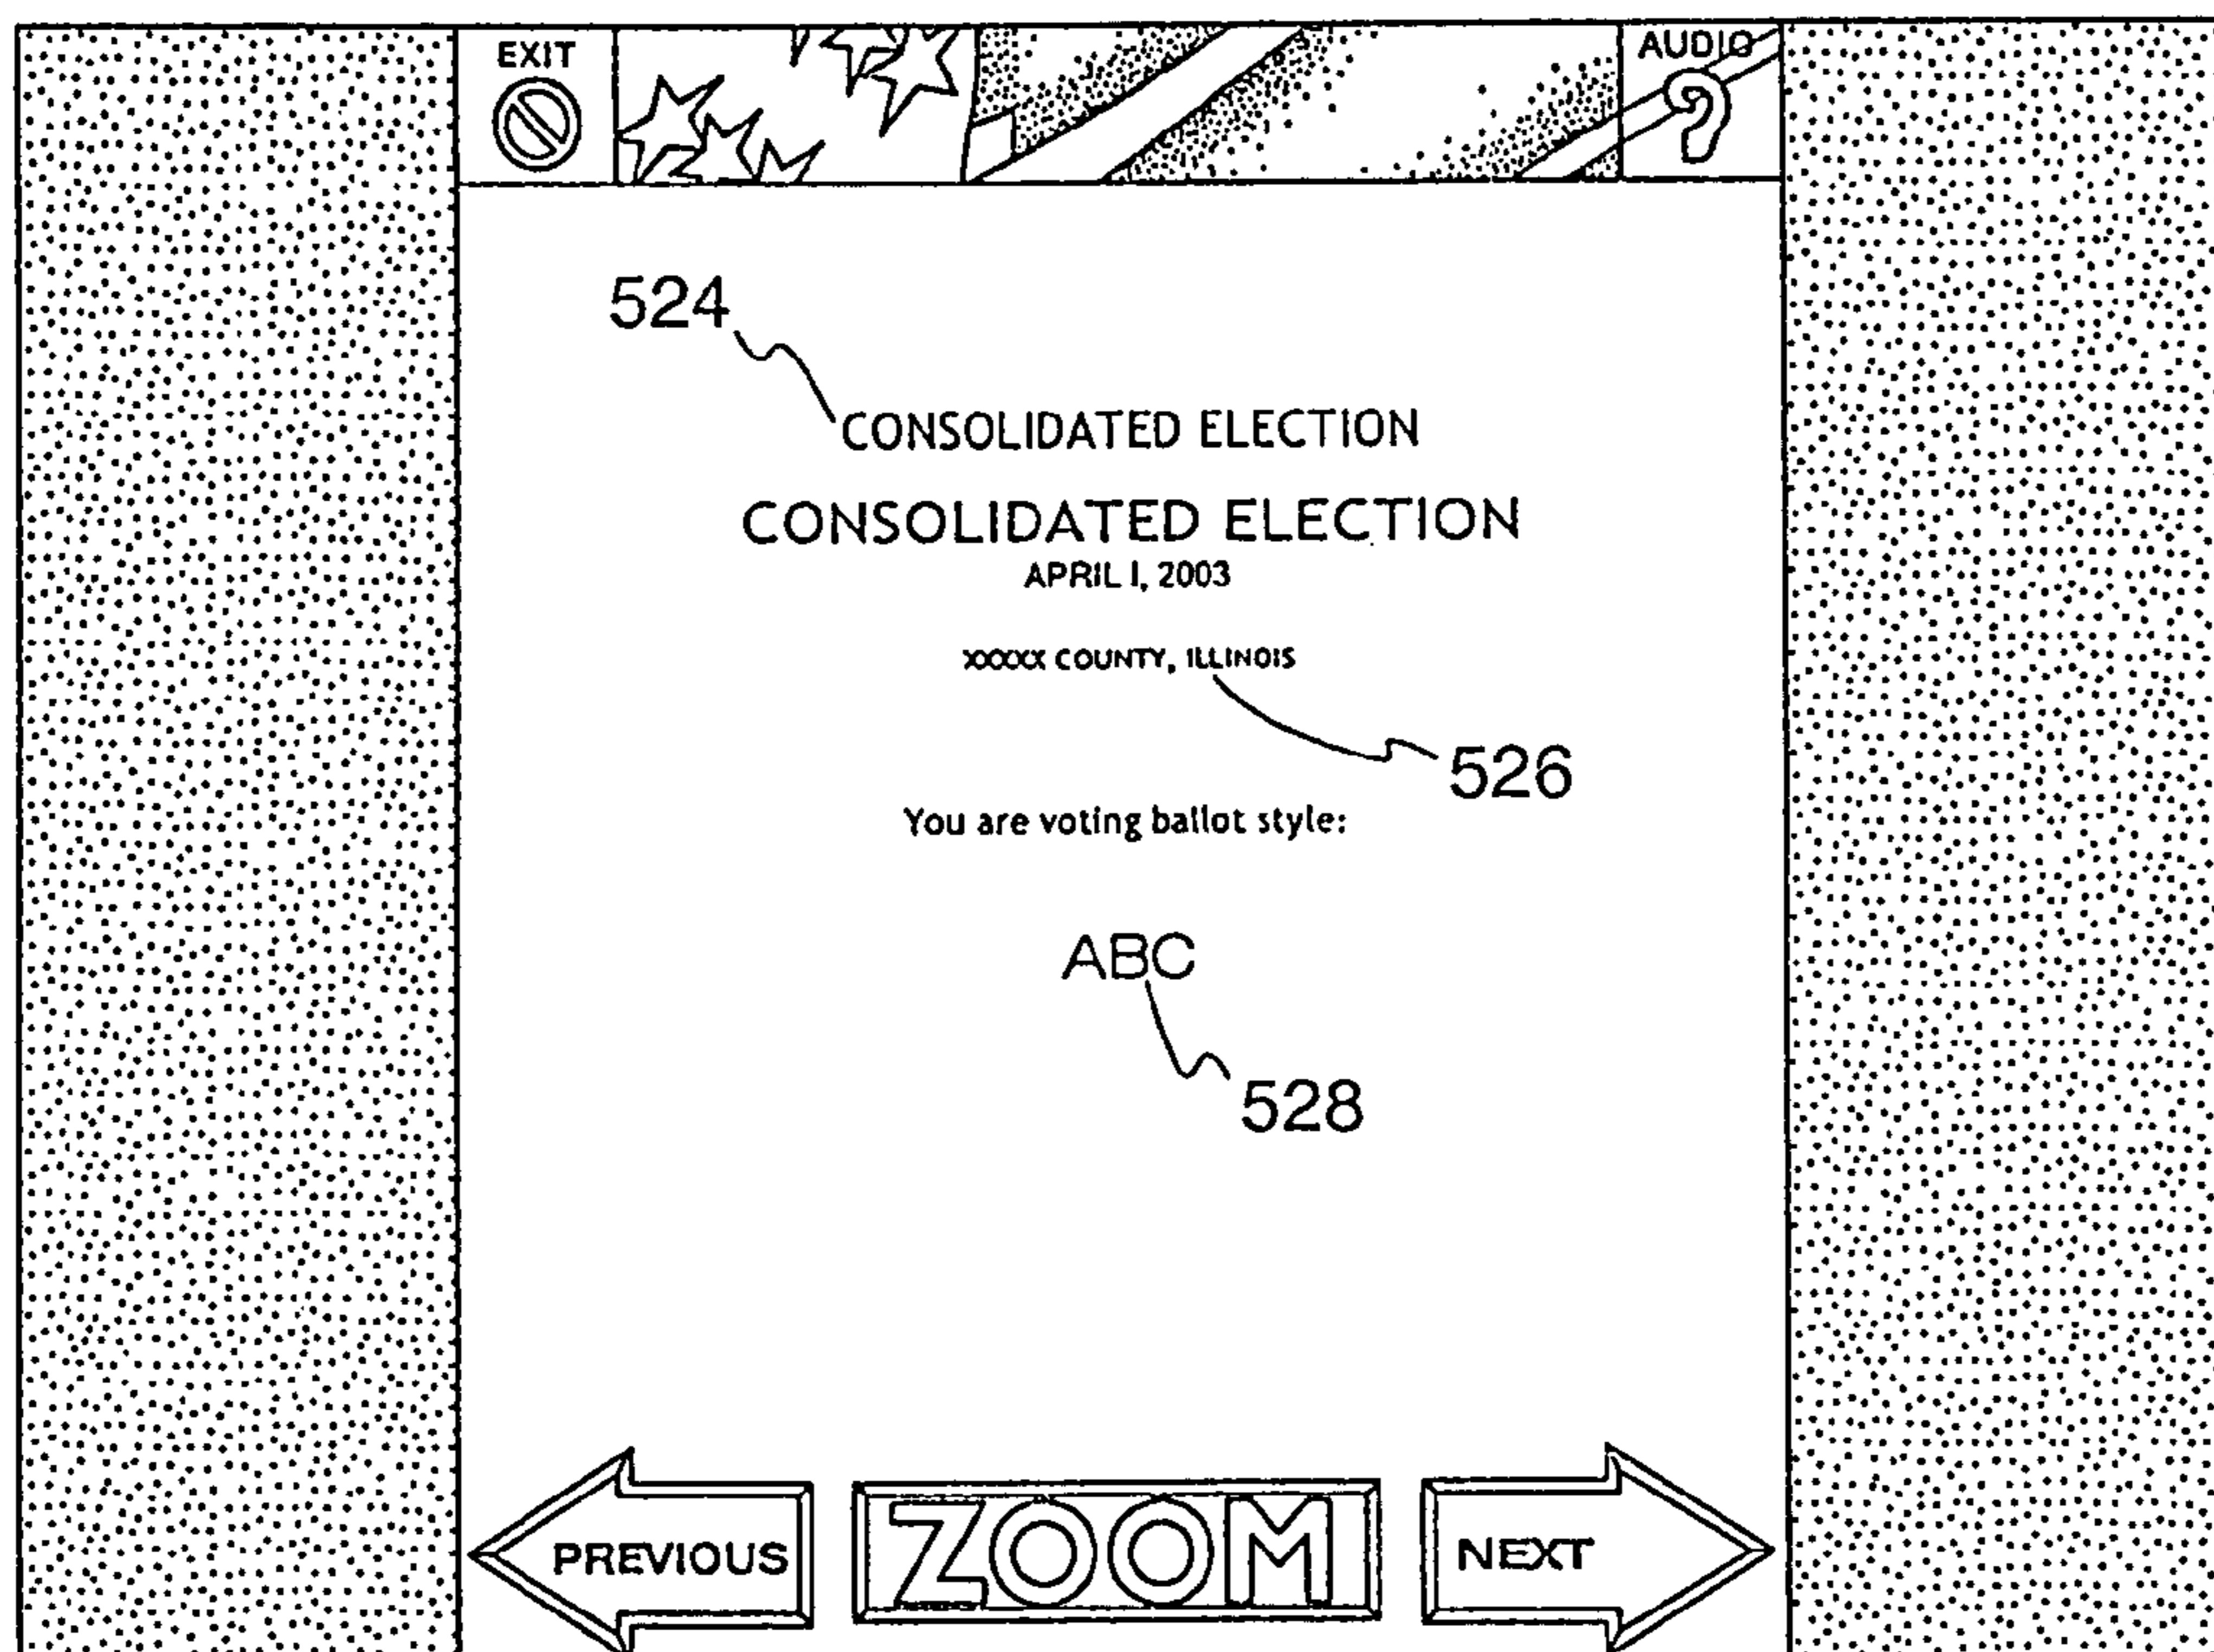 EXIT
AUDIO
524
CONSOLIDATED ELECTION
CONSOLIDATED ELECTION
APRIL 1, 2003
XXXXX COUNTY, ILLINOIS
526
You are voting ballot style:
ABC
528
PREVIOUS
ZOOM
NEXT